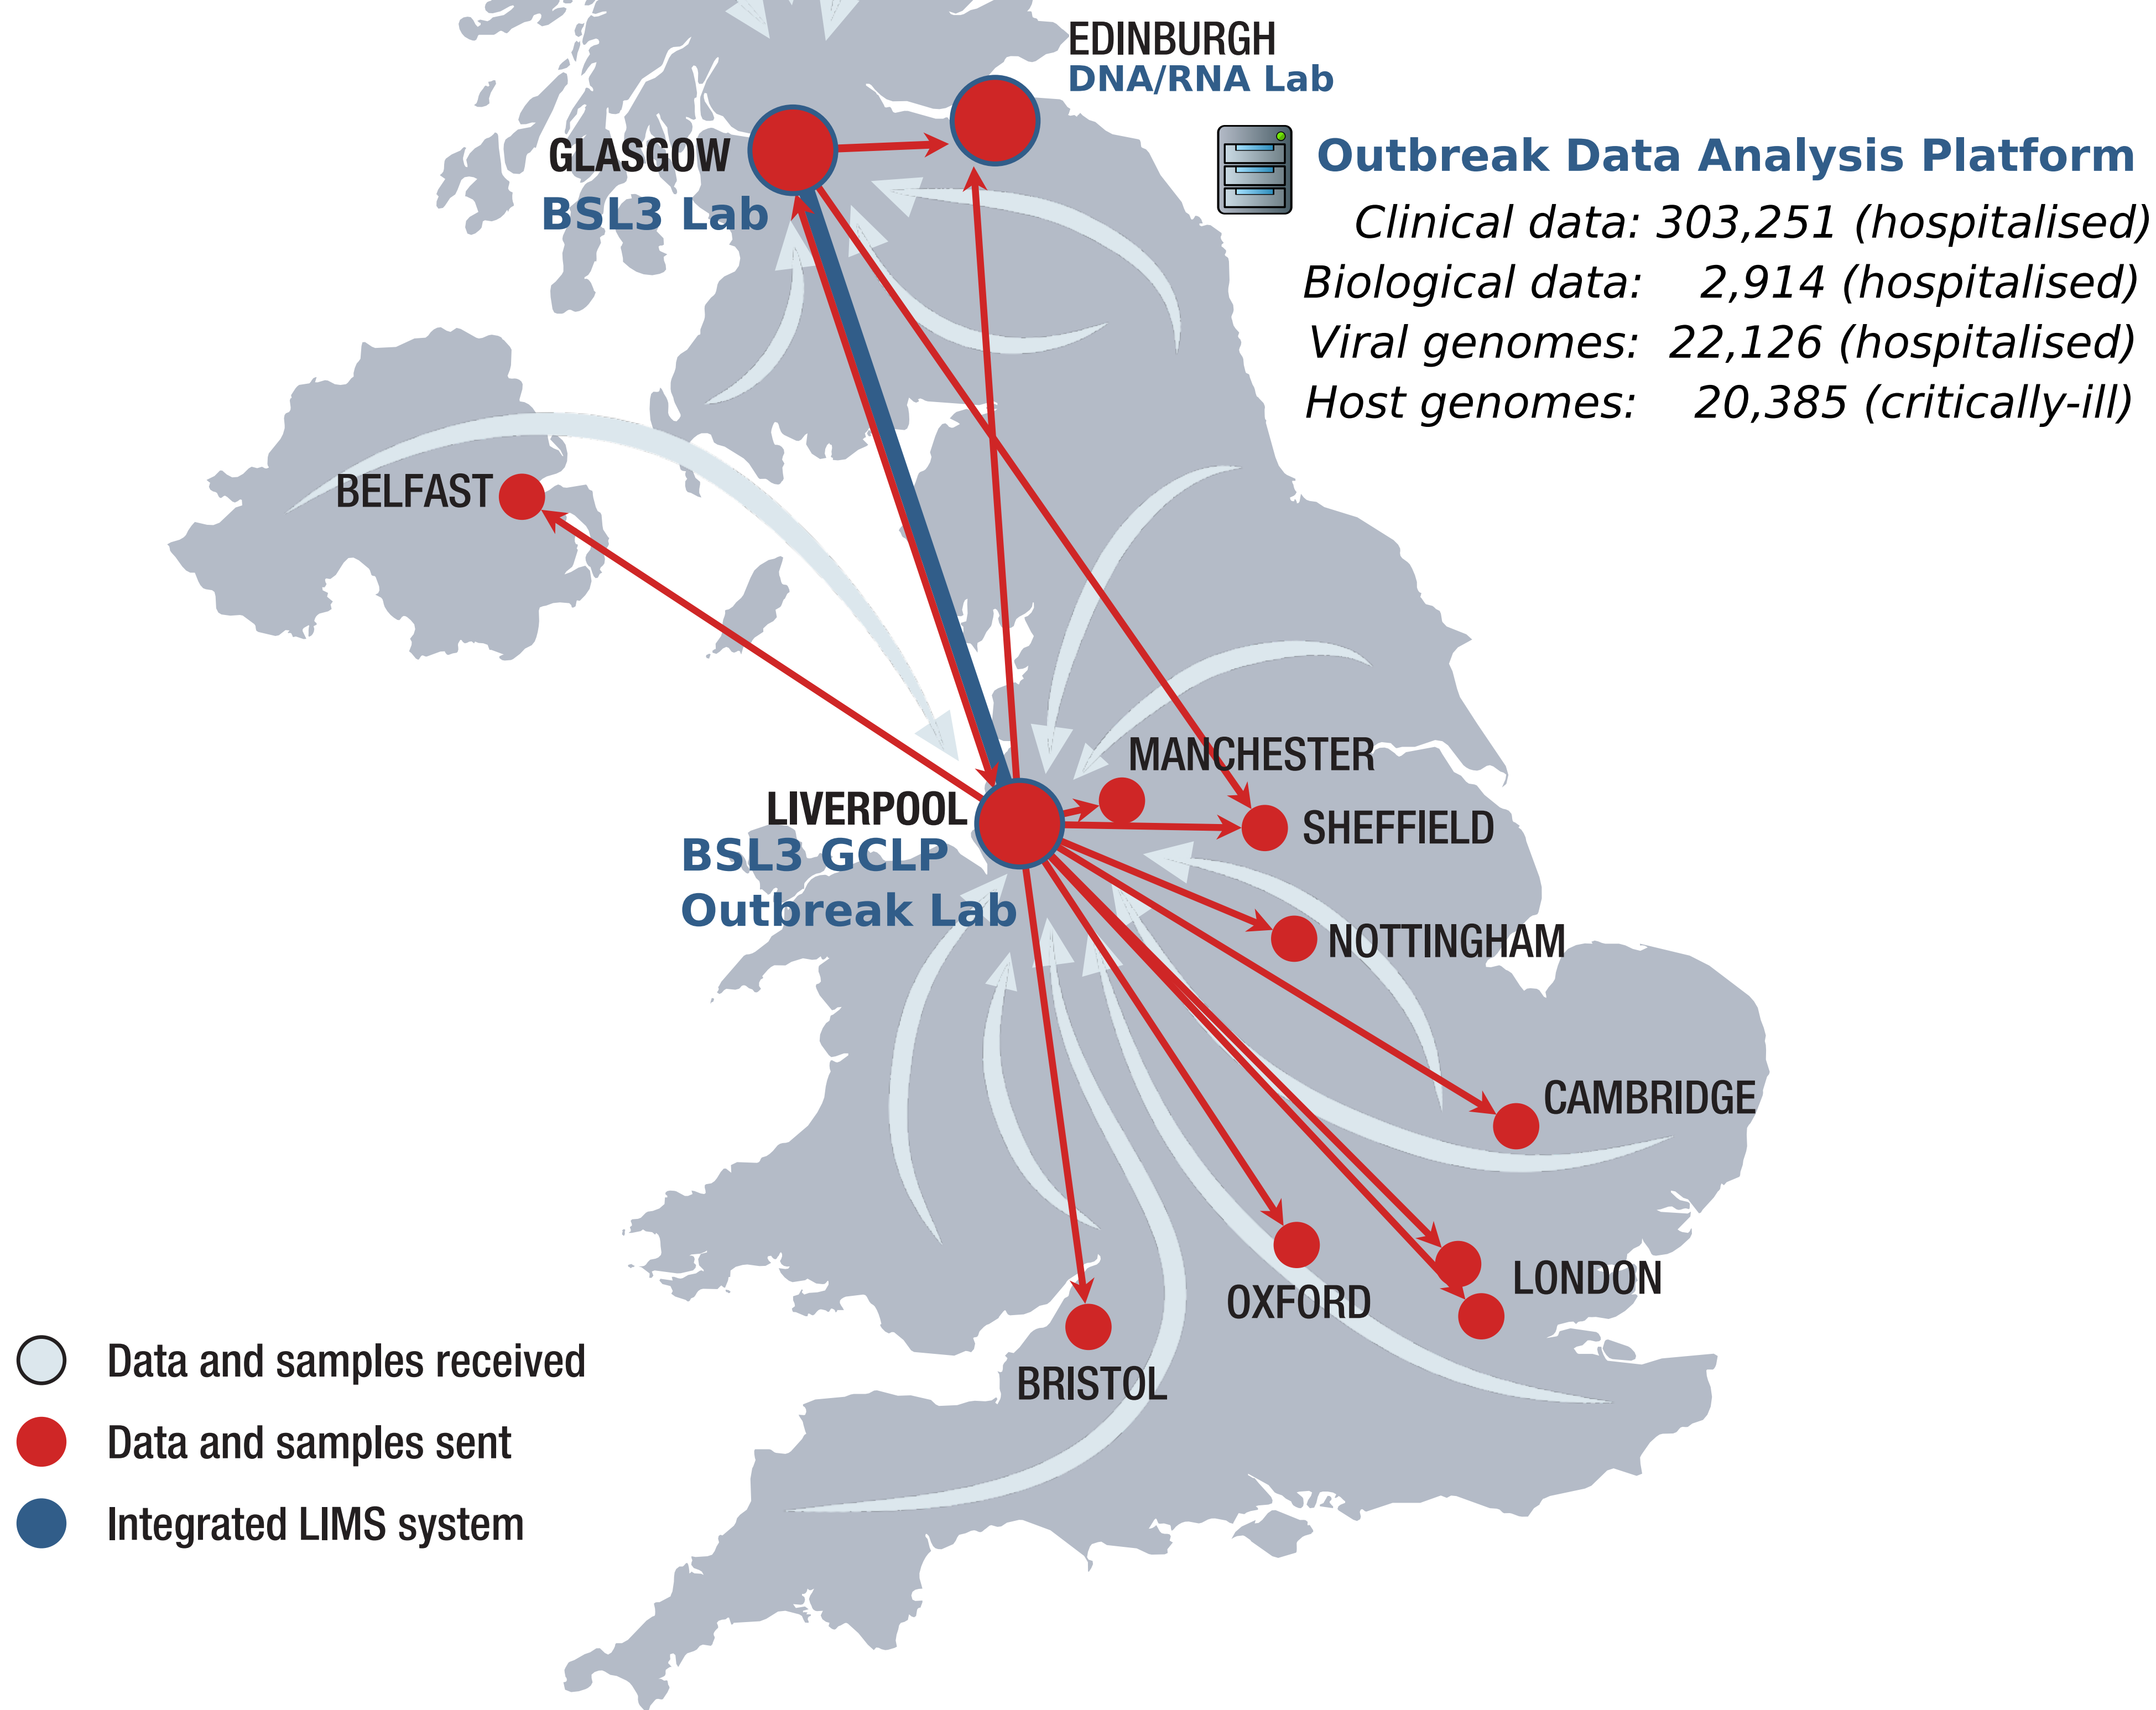 EDINBURGH
DNA/RNA Lab
GLASGOW
BSL3 Lab
Outbreak Data Analysis Platform
Clinical data: 303,251 (hospitalised)
Biological data: 2,914 (hospitalised)
Viral genomes: 22,126 (hospitalised)
Host genomes: 20,385 (critically-ill)
BELFAST
MANCHESTER
LIVERPOOL
BSL3 GCLP
Outbreak Lab
SHEFFIELD
NOTTINGHAM
CAMBRIDGE
LONDON
OXFORD
BRISTOL
Data and samples received
Data and samples sent
Integrated LIMS system